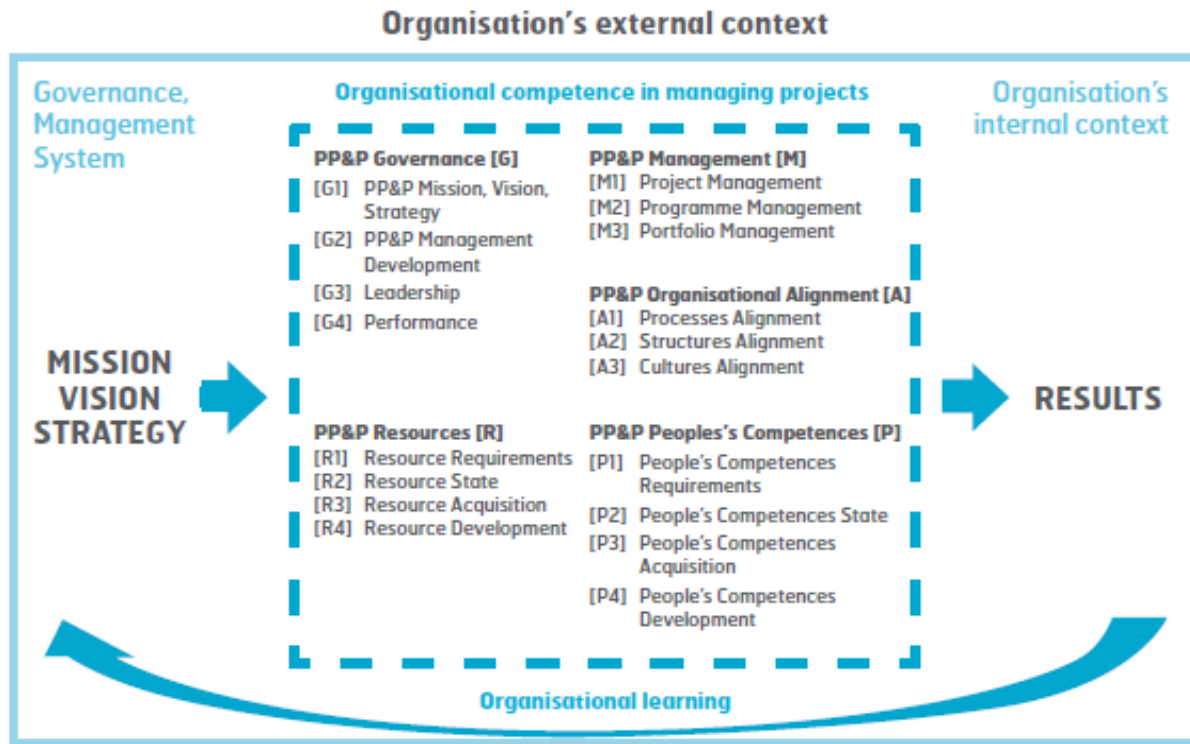 Organisation's external context
Governance,
Management
System
Organisational competence in managing projects
Organisation's
internal context
PP&P Governance [G]
[G1] PP&P Mission, Vision,
Strategy
[G2] PP&P Management
Development
[G3] Leadership
[G4] Performance
PP&P Management [M]
[M1] Project Management
[M2] Programme Management
[M3] Portfolio Management
PP&P Organisational Alignment [A]
[A1] Processes Alignment
[A2] Structures Alignment
[A3] Cultures Alignment
MISSION
VISION
STRATEGY
RESULTS
PP&P Resources [R]
[R1] Resource Requirements
[R2] Resource State
[R3] Resource Acquisition
[R4] Resource Development
PP&P Peoples's Competences [P]
[P1] People's Competences
Requirements
[P2] People's Competences State
[P3] People's Competences
Acquisition
[P4] People's Competences
Development
Organisational learning